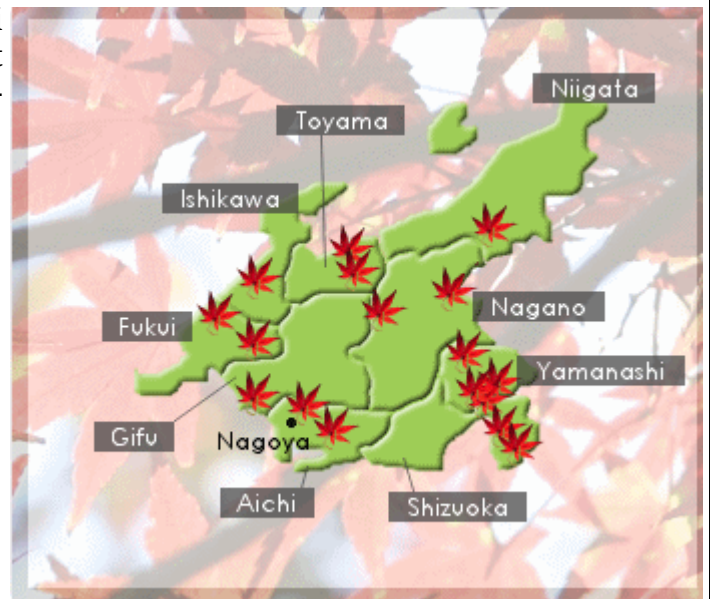 Niigata
Toyama
Ishikawa
Nagano
Fukui
Yamanashi
Gifu
Nagoya
Aichi
Shizuoka